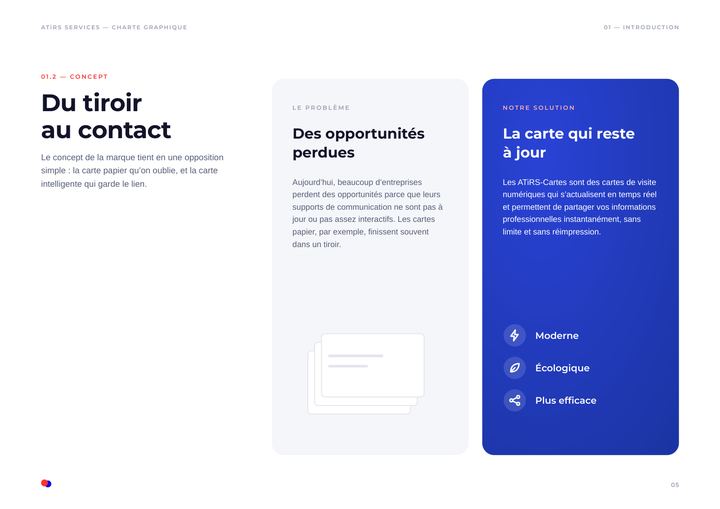 ATiRS SERVICES — CHARTE GRAPHIQUE
01 — INTRODUCTION
01.2 — CONCEPT
Du tiroir
au contact
Le concept de la marque tient en une opposition
simple : la carte papier qu'on oublie, et la carte
intelligente qui garde le lien.
LE PROBLÈME
Des opportunités
perdues
Aujourd'hui, beaucoup d'entreprises
perdent des opportunités parce que leurs
supports de communication ne sont pas à
jour ou pas assez interactifs. Les cartes
papier, par exemple, finissent souvent
dans un tiroir.
NOTRE SOLUTION
La carte qui reste
à jour
Les ATiRS-Cartes sont des cartes de visite
numériques qui s'actualisent en temps réel
et permettent de partager vos informations
professionnelles instantanément, sans
limite et sans réimpression.
Moderne
Écologique
Plus efficace
05